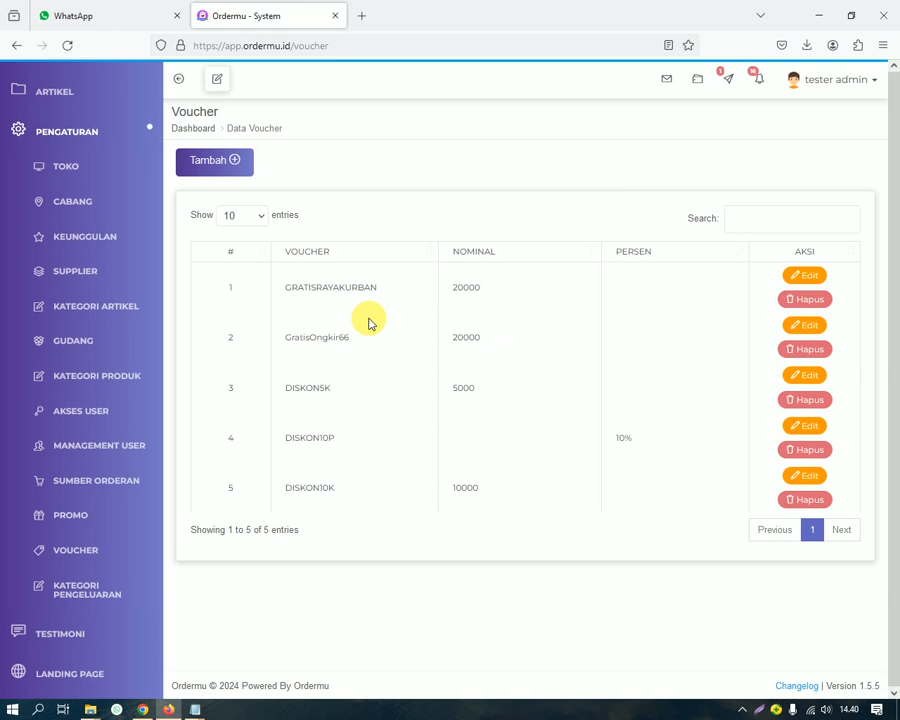 WhatsApp
Ordermu - System
https://app.ordermu.id/voucher
1
16
tester admin
ARTIKEL
PENGATURAN
TOKO
CABANG
KEUNGGULAN
SUPPLIER
KATEGORI ARTIKEL
GUDANG
KATEGORI PRODUK
AKSES USER
MANAGEMENT USER
SUMBER ORDERAN
PROMO
VOUCHER
KATEGORI
PENGELUARAN
TESTIMONI
LANDING PAGE
Voucher
Dashboard > Data Voucher
Tambah
Show 10 entries
Search:
# VOUCHER NOMINAL PERSEN AKSI
1 GRATISRAYAKURBAN 20000 Edit Hapus
2 GratisOngkir66 20000 Edit Hapus
3 DISKON5K 5000 Edit Hapus
4 DISKON10P 10% Edit Hapus
5 DISKON10K 10000 Edit Hapus
Showing 1 to 5 of 5 entries
Previous 1 Next
Ordermu © 2024 Powered By Ordermu
Changelog | Version 1.5.5
14.40